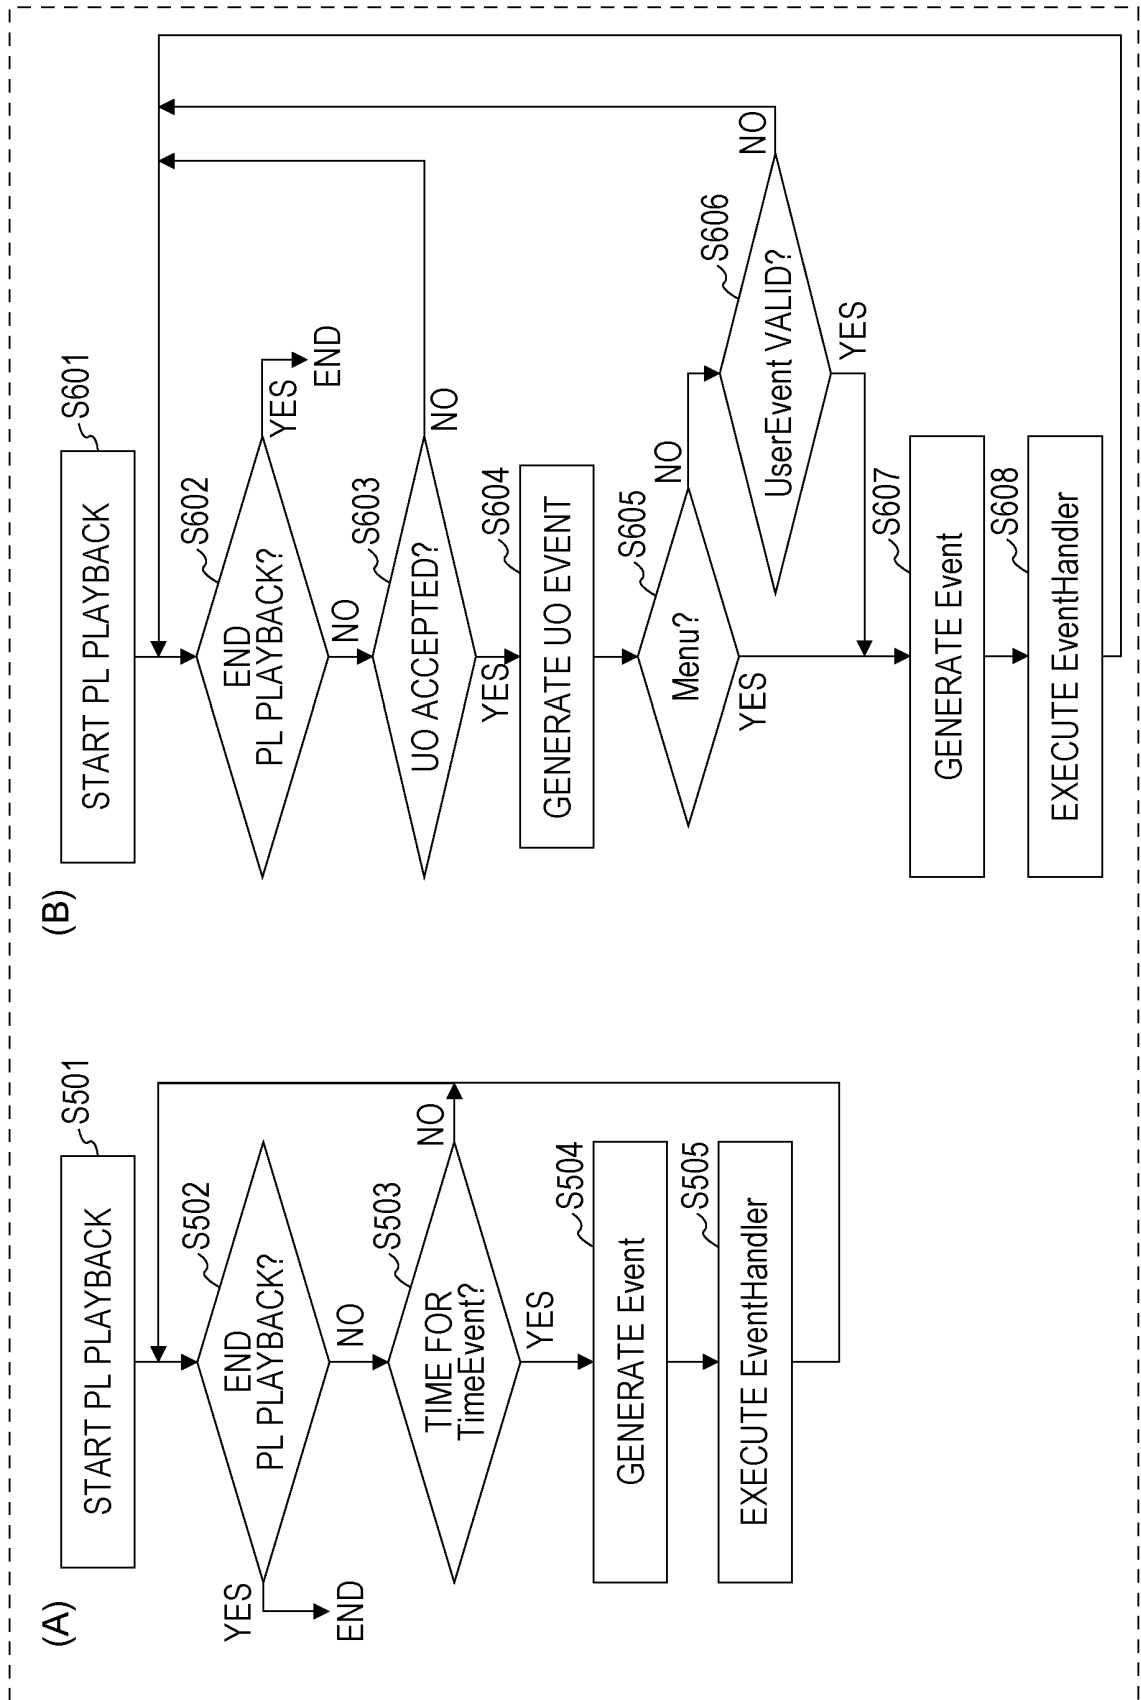 (A)
START PL PLAYBACK
S501
END
PL PLAYBACK?
S502
YES
END
NO
TIME FOR
TimeEvent?
S503
NO
YES
GENERATE Event
S504
EXECUTE EventHandler
S505
(B)
START PL PLAYBACK
S601
END
PL PLAYBACK?
S602
YES
END
NO
UO ACCEPTED?
S603
NO
YES
GENERATE UO EVENT
S604
Menu?
S605
NO
YES
UserEvent VALID?
S606
NO
YES
GENERATE Event
S607
EXECUTE EventHandler
S608